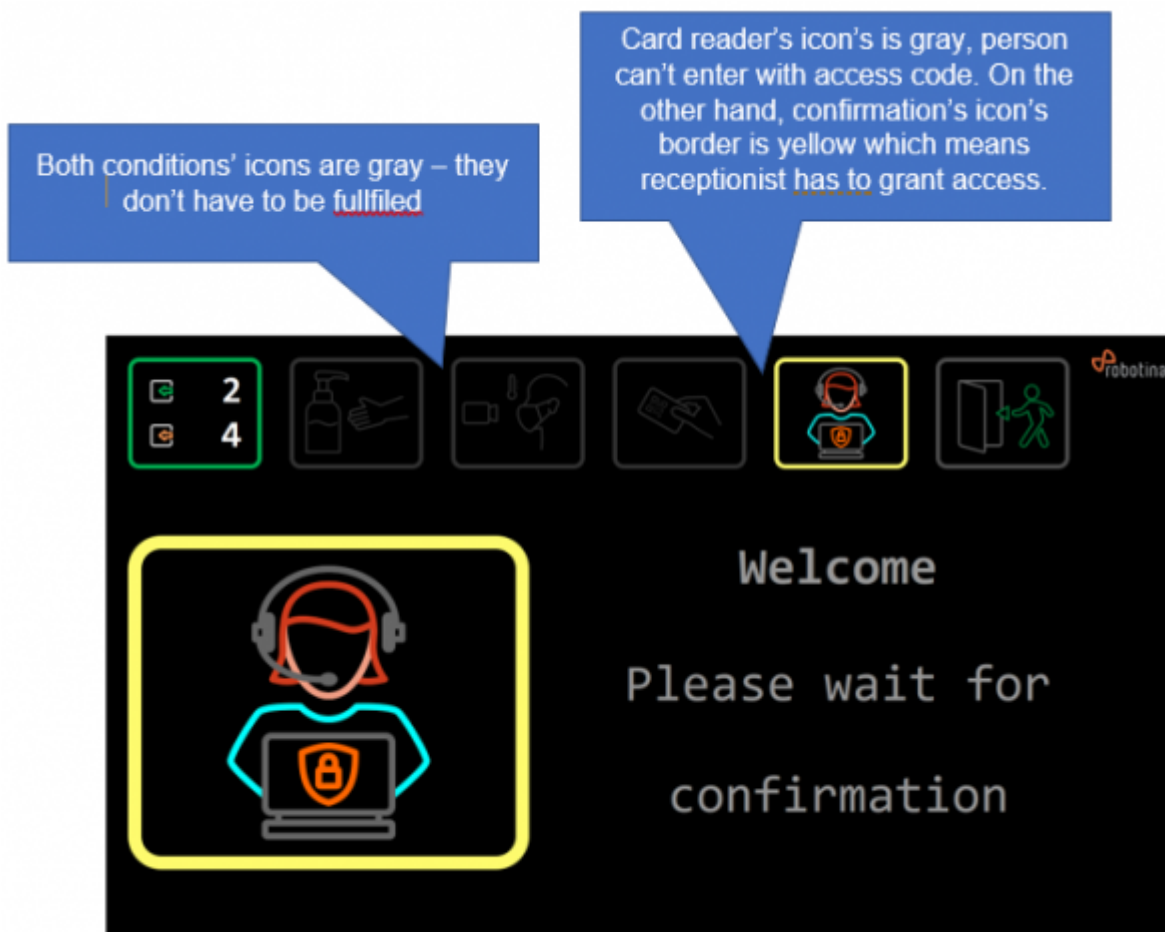 Card reader's icon's is gray, person
can't enter with access code. On the
other hand, confirmation's icon's
border is yellow which means
receptionist has to grant access.
Both conditions' icons are gray – they
don't have to be fullfiled
2
4
robotina
Welcome
Please wait for
confirmation